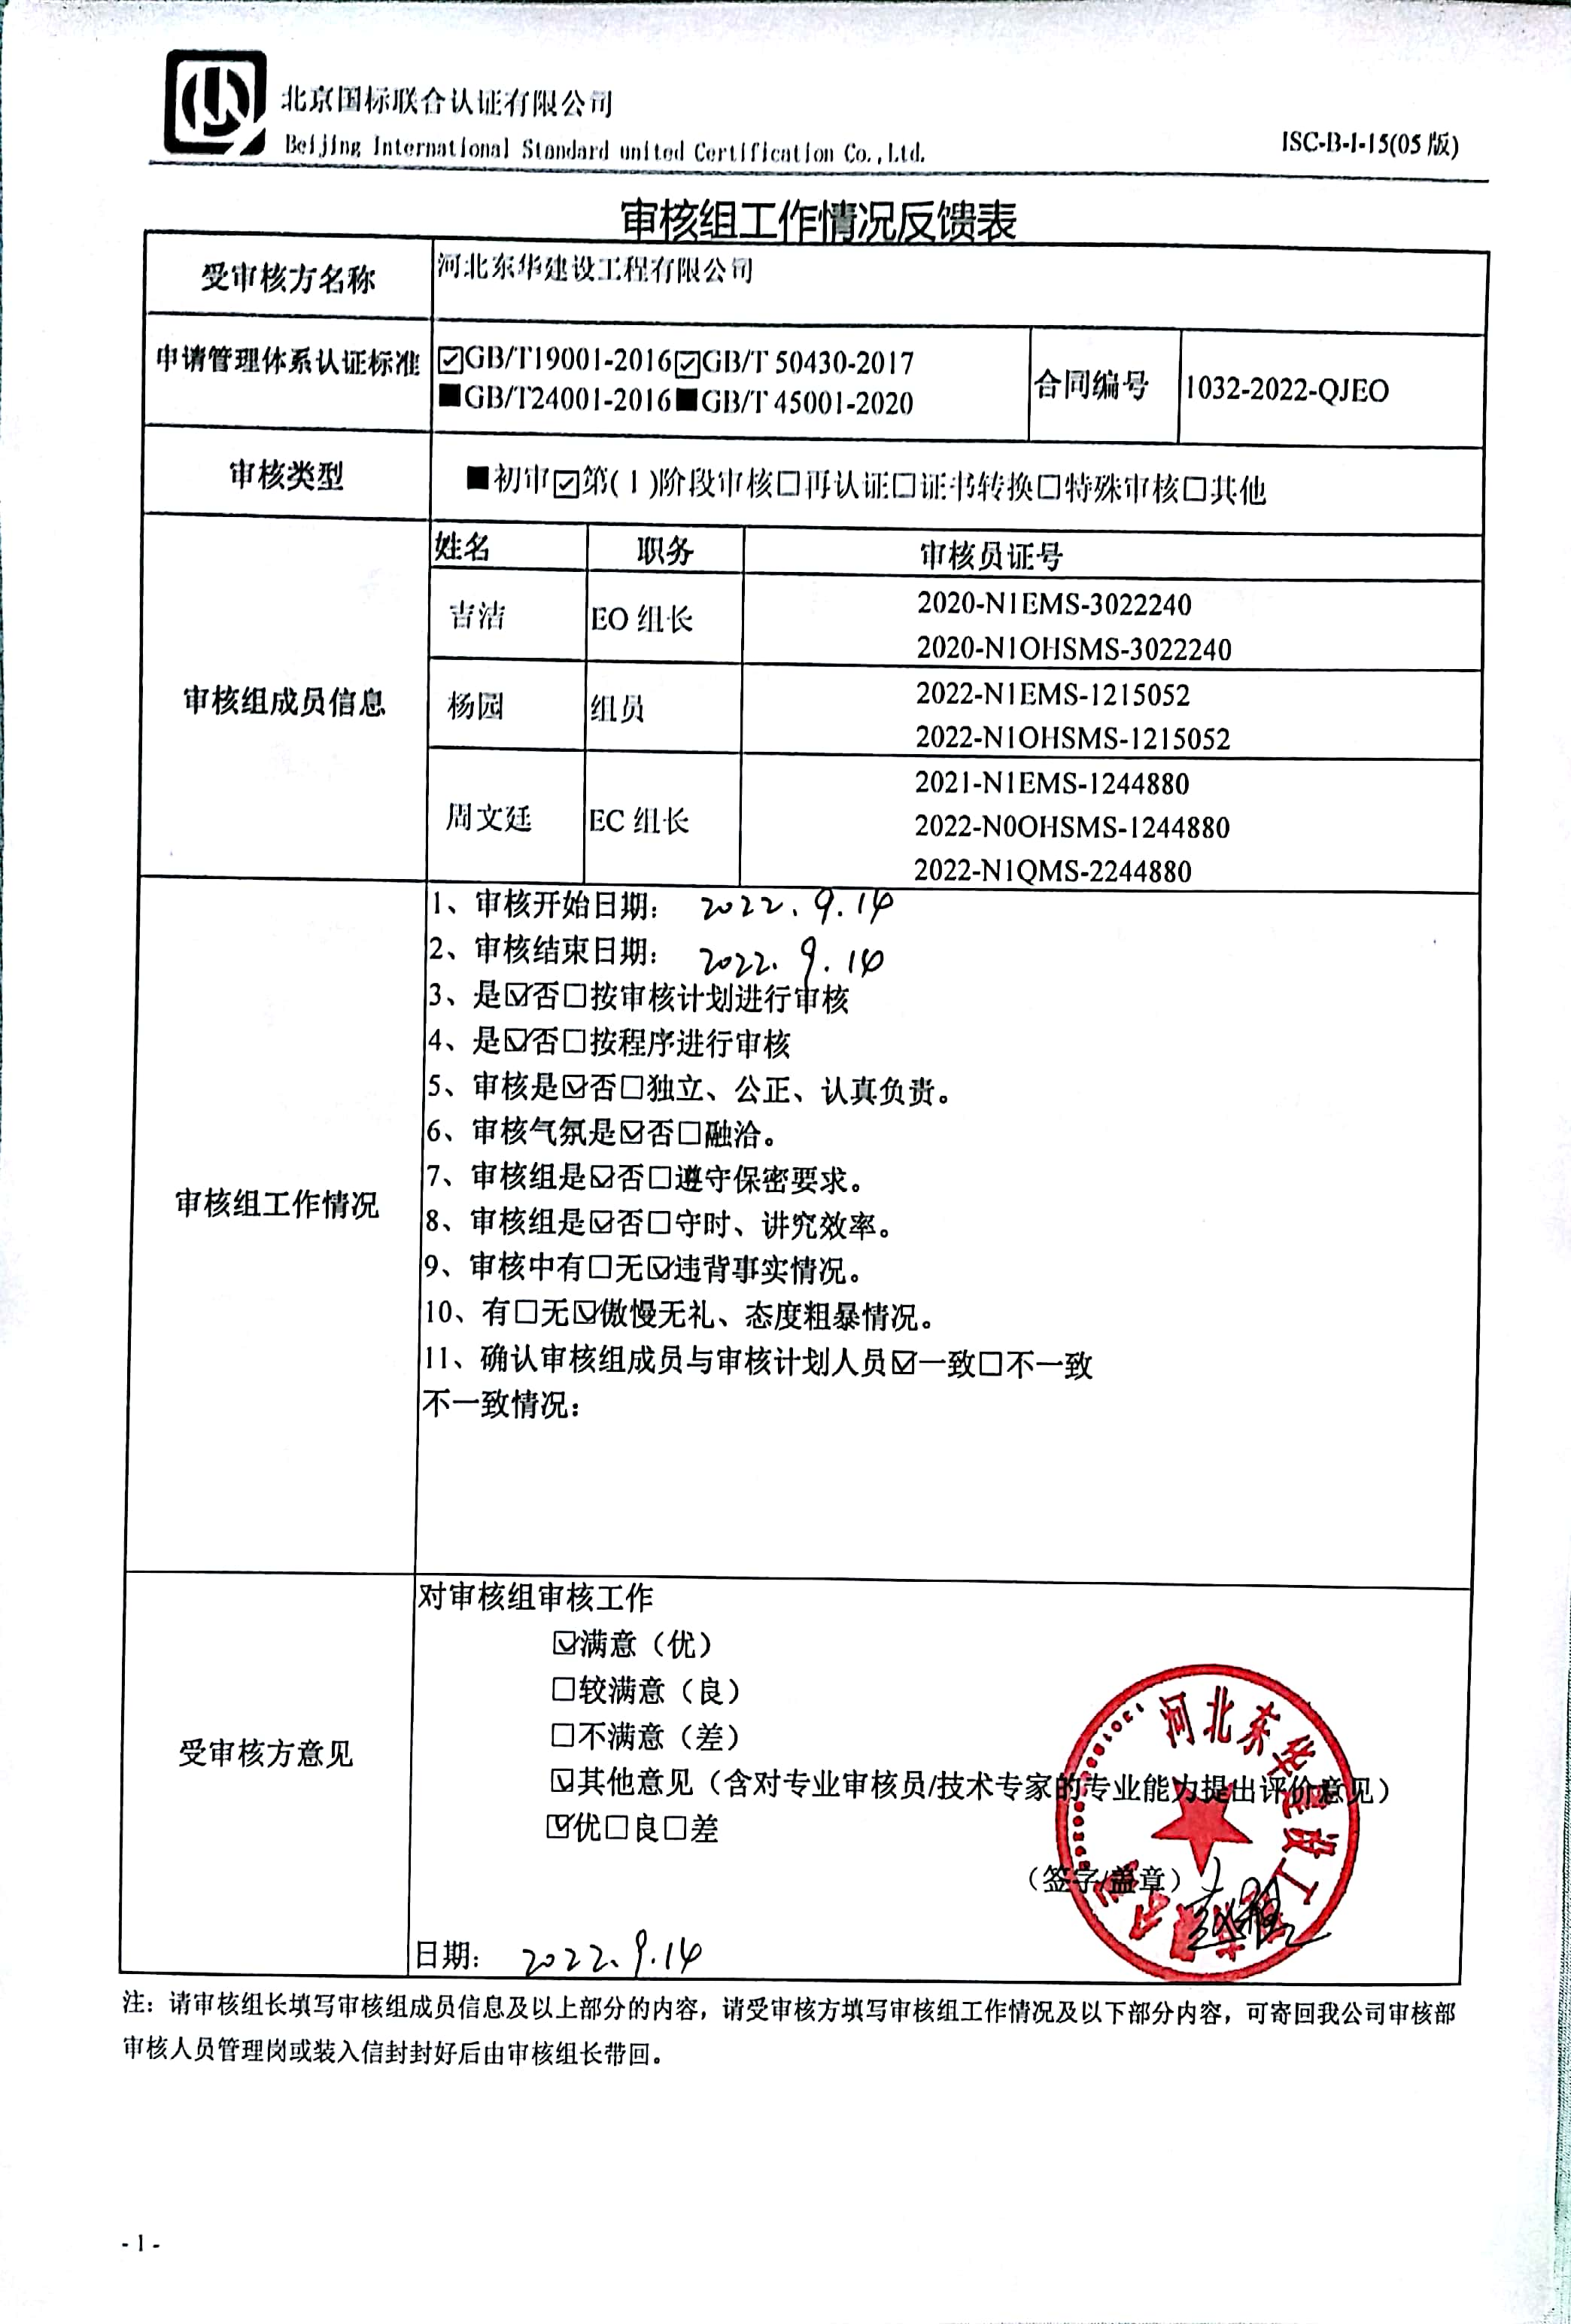 北京国标联合认证有限公司
Beijing International Standard united Certification Co.,Ltd.
ISC-B-I-15(05版)
审核组工作情况反馈表
受审核方名称
河北东华建设工程有限公司
申请管理体系认证标准
☑GB/T19001-2016☑GB/T 50430-2017
■GB/T24001-2016■GB/T 45001-2020
合同编号
1032-2022-QJEO
审核类型
■初审☑第(1)阶段审核□再认证□证书转换□特殊审核□其他
审核组成员信息
姓名 职务 审核员证号
吉洁 EO 组长
2020-N1EMS-3022240
2020-N1OHSMS-3022240
杨园 组员
2022-N1EMS-1215052
2022-N1OHSMS-1215052
周文廷 EC 组长
2021-N1EMS-1244880
2022-N0OHSMS-1244880
2022-N1QMS-2244880
审核组工作情况
1、审核开始日期： 2022.9.14
2、审核结束日期： 2022.9.14
3、是☑否□按审核计划进行审核
4、是☑否□按程序进行审核
5、审核是☑否□独立、公正、认真负责。
6、审核气氛是☑否□融洽。
7、审核组是☑否□遵守保密要求。
8、审核组是☑否□守时、讲究效率。
9、审核中有□无☑违背事实情况。
10、有□无☑傲慢无礼、态度粗暴情况。
11、确认审核组成员与审核计划人员☑一致□不一致
不一致情况：
受审核方意见
对审核组审核工作
☑满意（优）
□较满意（良）
□不满意（差）
☑其他意见（含对专业审核员/技术专家的专业能力提出评价意见）
☑优□良□差
（签字/盖章）
河北东华建设工程有限公司
日期： 2022.9.14
注：请审核组长填写审核组成员信息及以上部分的内容，请受审核方填写审核组工作情况及以下部分内容，可寄回我公司审核部
审核人员管理岗或装入信封封好后由审核组长带回。
- 1 -